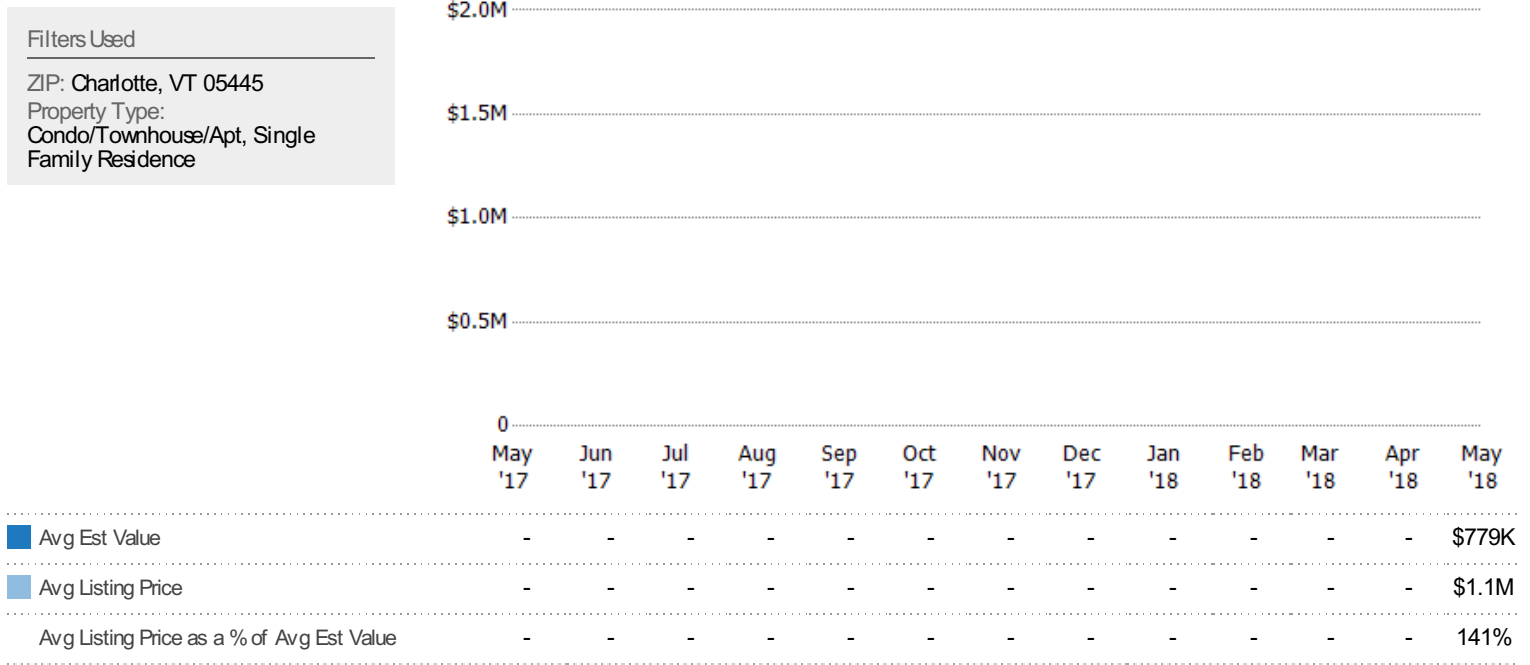 Filters Used
ZIP: Charlotte, VT 05445
Property Type:
Condo/Townhouse/Apt, Single
Family Residence
$2.0M
$1.5M
$1.0M
$0.5M
0
May Jun Jul Aug Sep Oct Nov Dec Jan Feb Mar Apr May
'17 '17 '17 '17 '17 '17 '17 '17 '18 '18 '18 '18 '18
Avg Est Value - - - - - - - - - - - - $779K
Avg Listing Price - - - - - - - - - - - - $1.1M
Avg Listing Price as a % of Avg Est Value - - - - - - - - - - - - 141%